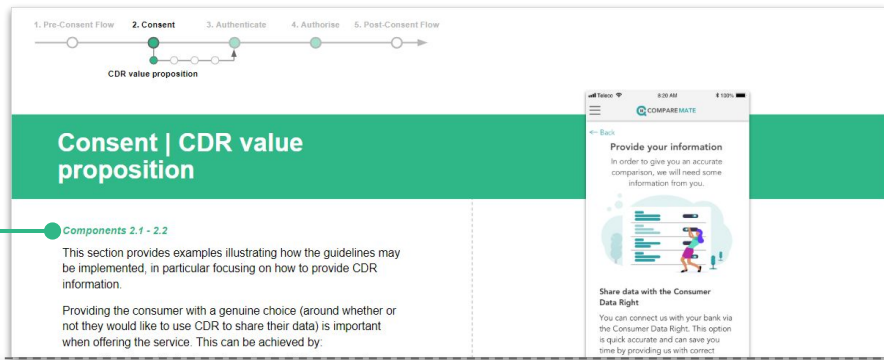 1. Pre-Consent Flow 2. Consent 3. Authenticate 4. Authorise 5. Post-Consent Flow
CDR value proposition
Consent | CDR value
proposition
Components 2.1 - 2.2
This section provides examples illustrating how the guidelines may
be implemented, in particular focusing on how to provide CDR
information.
Providing the consumer with a genuine choice (around whether or
not they would like to use CDR to share their data) is important
when offering the service. This can be achieved by:
Teleco 8:20 AM 100%
COMPARE MATE
<- Back
Provide your information
In order to give you an accurate
comparison, we will need some
information from you.
Share data with the Consumer
Data Right
You can connect us with your bank via
the Consumer Data Right. This option
is quick accurate and can save you
time by providing us with correct